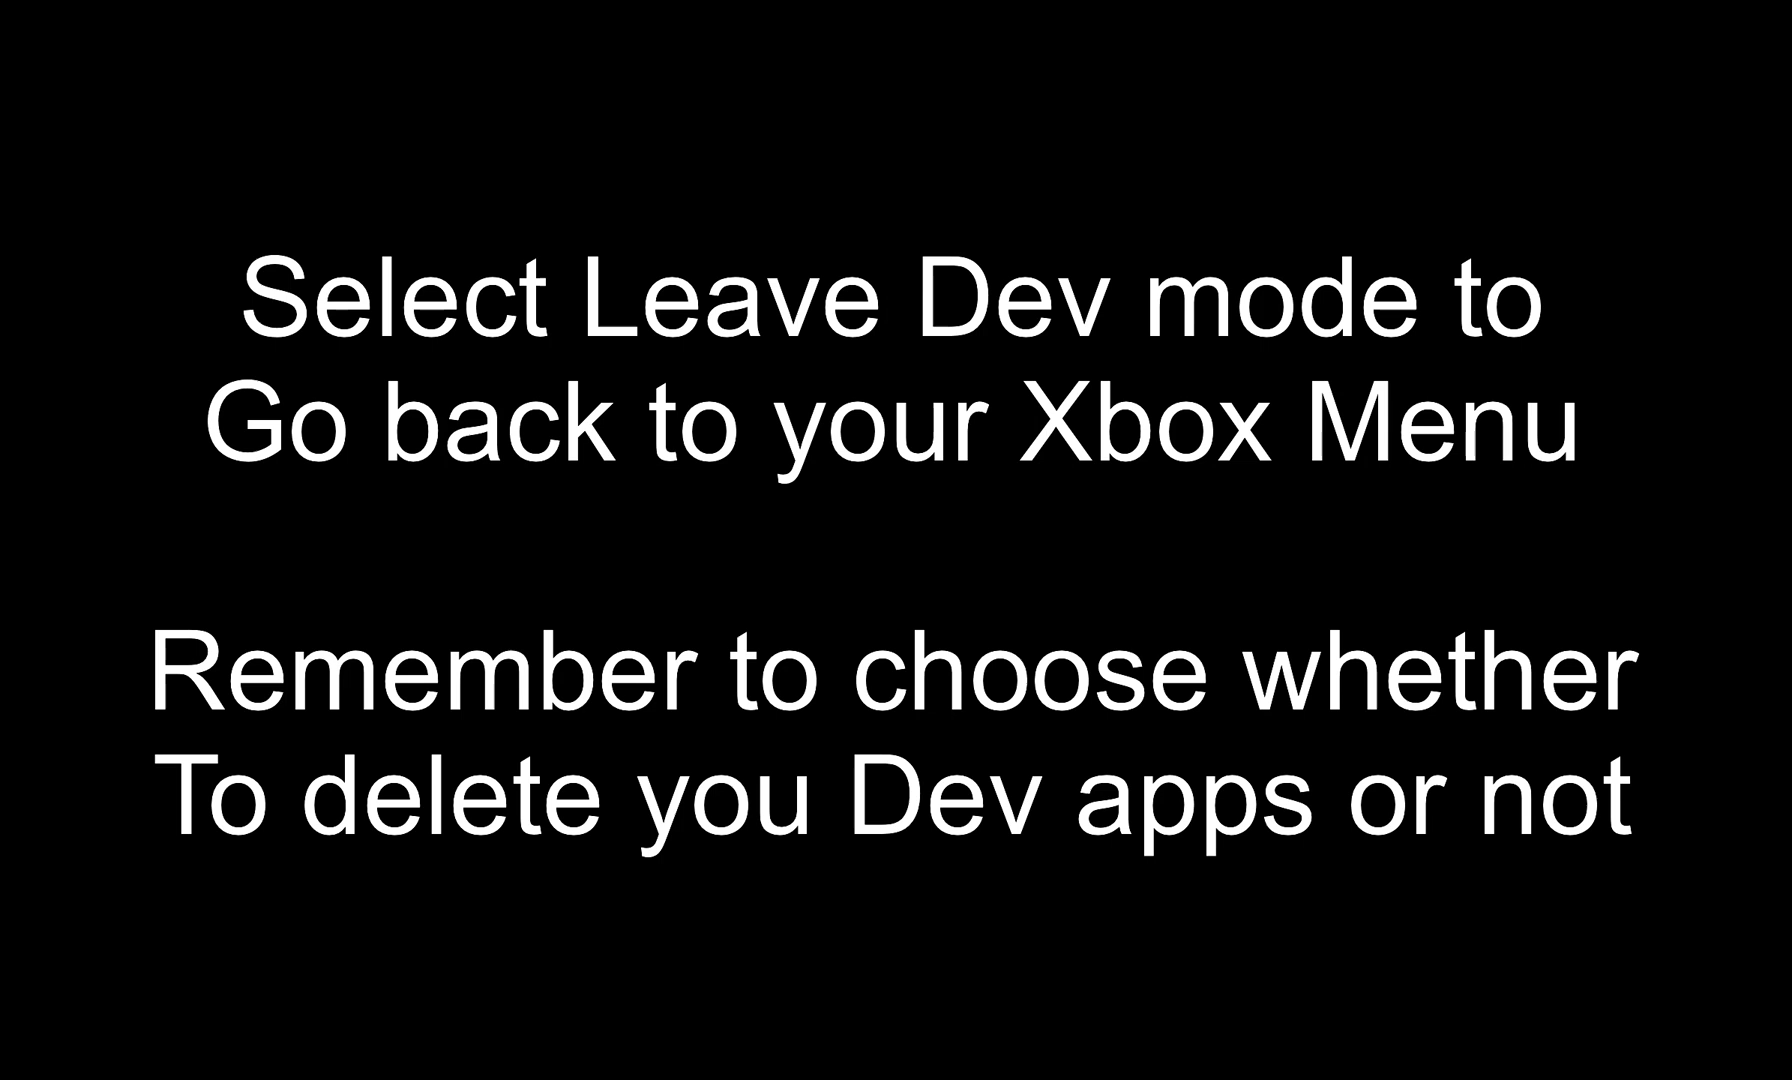 Select Leave Dev mode to
Go back to your Xbox Menu
Remember to choose whether
To delete you Dev apps or not